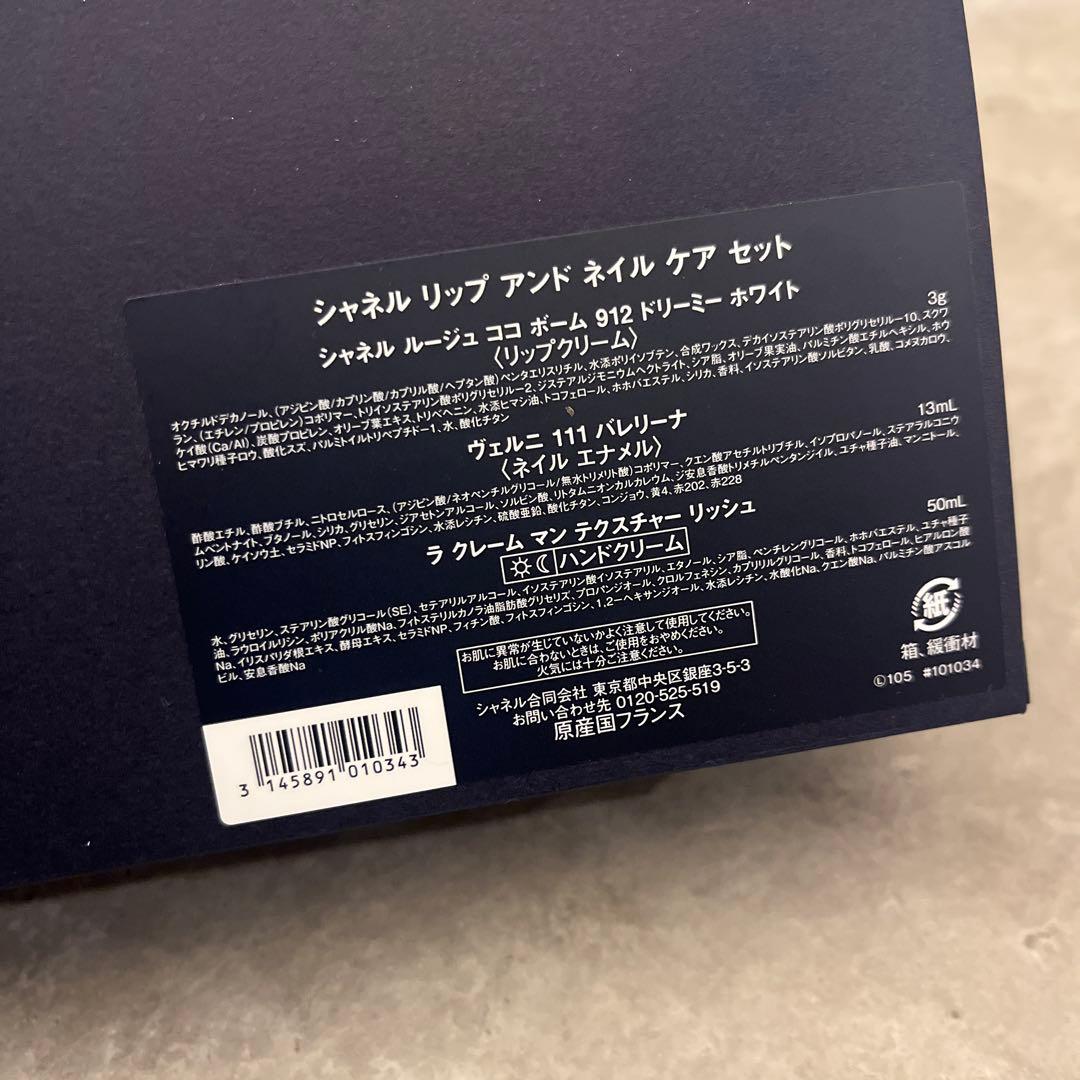 シャネル リップ アンド ネイル ケア セット
シャネル ルージュ ココ ボーム 912 ドリーミー ホワイト
〈リップクリーム〉
3g
オクチルドデカノール、(アジピン酸/カプリン酸/カプリル酸/ヘプタン酸)ペンタエリスリチル、水添ポリイソブテン、合成ワックス、デカイソステアリン酸ポリグリセリル-10、スクワ
ラン、(エチレン/プロピレン)コポリマー、トリイソステアリン酸ポリグリセリル-2、ジステアルジモニウムヘクトライト、シア脂、オリーブ果実油、パルミチン酸エチルヘキシル、ホウ
ケイ酸(Ca/Al)、炭酸プロピレン、オリーブ葉エキス、トリベヘニン、水添ヒマシ油、トコフェロール、ホホバエステル、シリカ、香料、イソステアリン酸ソルビタン、乳酸、コメヌカロウ、
ヒマワリ種子ロウ、酸化スズ、パルミトイルトリペプチド-1、水、酸化チタン
ヴェルニ 111 バレリーナ
〈ネイル エナメル〉
13mL
酢酸エチル、酢酸ブチル、ニトロセルロース、(アジピン酸/ネオペンチルグリコール/無水トリメリト酸)コポリマー、クエン酸アセチルトリブチル、イソプロパノール、ステアラルコニウ
ムベントナイト、ブタノール、シリカ、グリセリン、ジアセトンアルコール、ソルビン酸、リトタムニオンカルカレウム、ジ安息香酸トリメチルペンタンジイル、ユチャ種子油、マンニトール、
リン酸、ケイソウ土、セラミドNP、フィトスフィンゴシン、水添レシチン、硫酸亜鉛、酸化チタン、コンジョウ、黄4、赤202、赤228
ラ クレーム マン テクスチャー リッシュ
ハンドクリーム
50mL
水、グリセリン、ステアリン酸グリコール(SE)、セテアリルアルコール、イソステアリン酸イソステアリル、エタノール、シア脂、ペンチレングリコール、ホホバエステル、ユチャ種子
油、ラウロイルリシン、ポリアクリル酸Na、フィトステリルカノラ油脂肪酸グリセリズ、プロパンジオール、クロルフェネシン、カプリリルグリコール、香料、トコフェロール、ヒアルロン酸
Na、イリスパリダ根エキス、酵母エキス、セラミドNP、フィチン酸、フィトスフィンゴシン、1,2-ヘキサンジオール、水添レシチン、水酸化Na、クエン酸Na、パルミチン酸アスコル
ビル、安息香酸Na
お肌に異常が生じていないかよく注意して使用してください。
お肌に合わないときは、ご使用をおやめください。
火気には十分ご注意ください。
シャネル合同会社 東京都中央区銀座3-5-3
お問い合わせ先 0120-525-519
原産国フランス
紙
箱、緩衝材
Ⓛ105 #101034
3 145891 010343